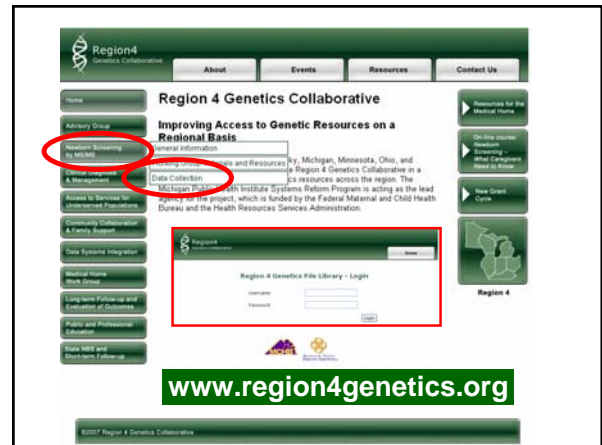 Region4
Genetics Collaborative
About Events Resources Contact Us
Home
Advisory Group
Newborn Screening
by MS/MS
Clinical Diagnosis
& Management
Access to Services for
Underserved Populations
Community Collaboration
& Family Support
Data Systems Integration
Medical Home
Work Group
Long-term Follow-up and
Evaluation of Outcomes
Public and Professional
Education
State NBS and
Short-term Follow-up
Region 4 Genetics Collaborative
Improving Access to Genetic Resources on a
Regional Basis
General Information
Working Group Materials and Resources
Data Collection
ky, Michigan, Minnesota, Ohio, and
e Region 4 Genetics Collaborative in a
cs resources across the region. The
Michigan Public Health Institute Systems Reform Program is acting as the lead
agency for the project, which is funded by the Federal Maternal and Child Health
Bureau and the Health Resources Services Administration.
Region4
Home
Region 4 Genetics File Library - Login
Username
Password
Login
MCHB
www.region4genetics.org
Resources for the
Medical Home
On-line course:
Newborn
Screening –
What Caregivers
Need to Know
New Grant
Cycle
Region 4
©2007 Region 4 Genetics Collaborative